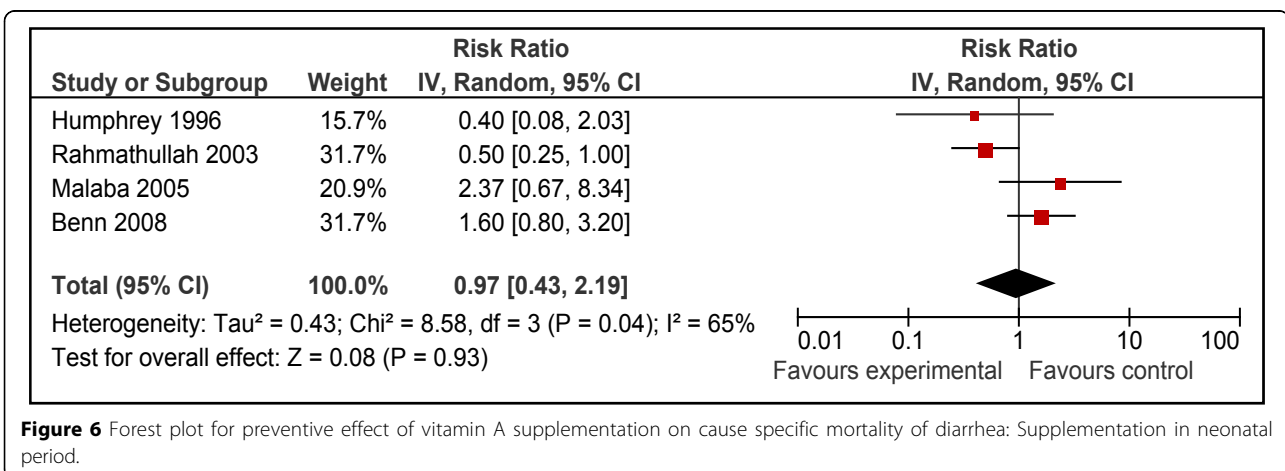 Risk Ratio Risk Ratio
Study or Subgroup Weight IV, Random, 95% CI IV, Random, 95% CI
Humphrey 1996 15.7% 0.40 [0.08, 2.03]
Rahmathullah 2003 31.7% 0.50 [0.25, 1.00]
Malaba 2005 20.9% 2.37 [0.67, 8.34]
Benn 2008 31.7% 1.60 [0.80, 3.20]
Total (95% CI) 100.0% 0.97 [0.43, 2.19]
Heterogeneity: Tau² = 0.43; Chi² = 8.58, df = 3 (P = 0.04); I² = 65%
Test for overall effect: Z = 0.08 (P = 0.93)
0.01 0.1 1 10 100
Favours experimental Favours control
Figure 6 Forest plot for preventive effect of vitamin A supplementation on cause specific mortality of diarrhea: Supplementation in neonatal
period.